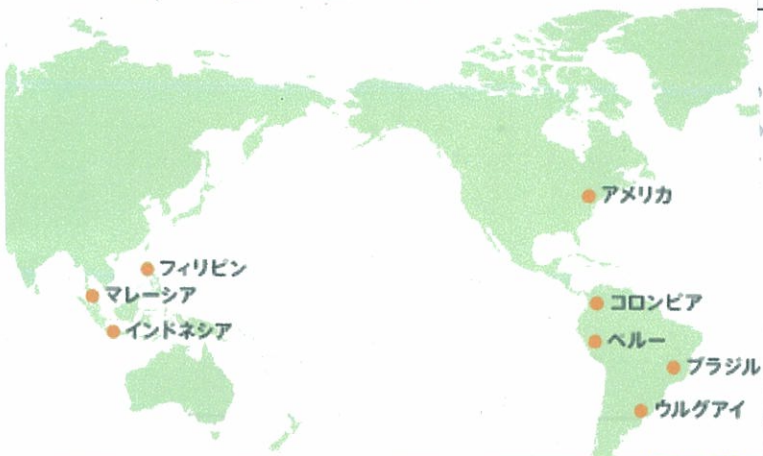 アメリカ
フィリピン
マレーシア
コロンビア
インドネシア
ペルー
ブラジル
ウルグアイ